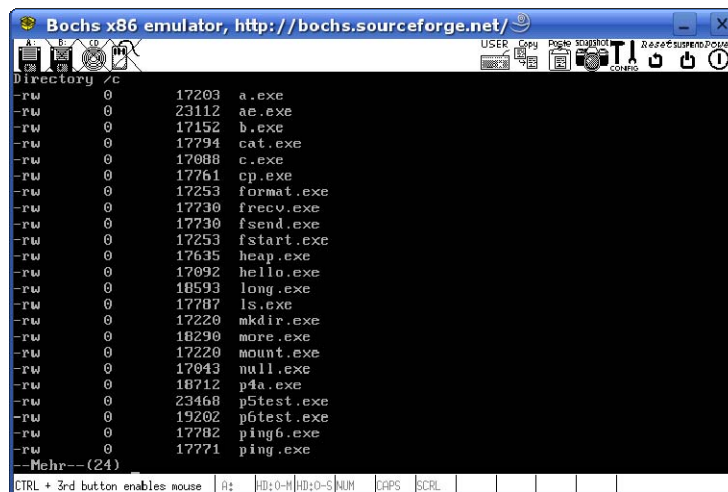 Bochs x86 emulator, http://bochs.sourceforge.net/
A: B: CD USER Copy Paste snapshot CONFIG Reset SUSPEND Power
Directory /c
-rw 0 17203 a.exe
-rw 0 23112 ae.exe
-rw 0 17152 b.exe
-rw 0 17794 cat.exe
-rw 0 17088 c.exe
-rw 0 17761 cp.exe
-rw 0 17253 format.exe
-rw 0 17730 frecv.exe
-rw 0 17730 fsend.exe
-rw 0 17253 fstart.exe
-rw 0 17635 heap.exe
-rw 0 17092 hello.exe
-rw 0 18593 long.exe
-rw 0 17787 ls.exe
-rw 0 17220 mkdir.exe
-rw 0 18290 more.exe
-rw 0 17220 mount.exe
-rw 0 17043 null.exe
-rw 0 18712 p4a.exe
-rw 0 23468 p5test.exe
-rw 0 19202 p6test.exe
-rw 0 17782 ping6.exe
-rw 0 17771 ping.exe
--Mehr--(24) _
CTRL + 3rd button enables mouse A: HD:0-M HD:0-S NUM CAPS SCRL